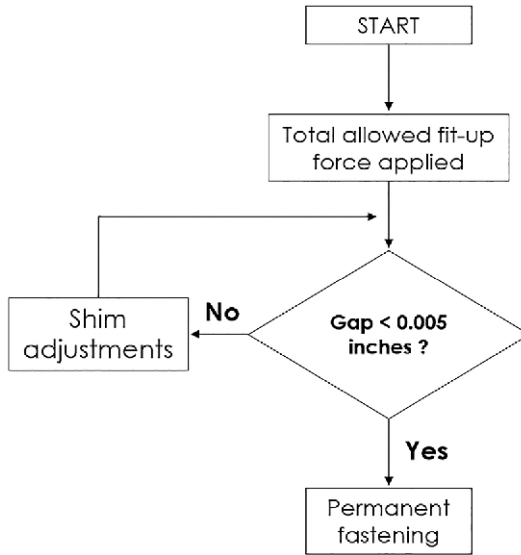 START
Total allowed fit-up
force applied
Gap < 0.005
inches ?
No
Shim
adjustments
Yes
Permanent
fastening